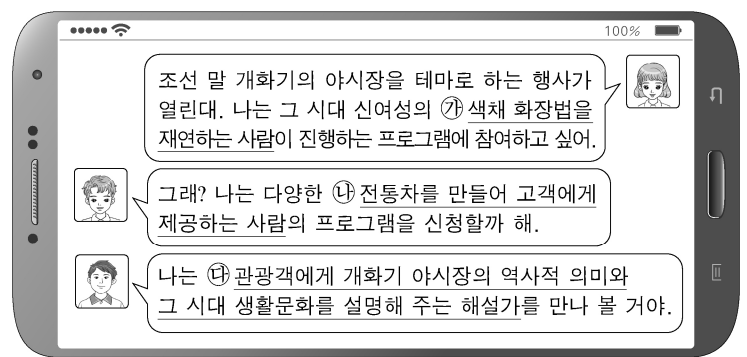 100%
조선 말 개화기의 야시장을 테마로 하는 행사가
열린대. 나는 그 시대 신여성의 ㉮ 색채 화장법을
재연하는 사람이 진행하는 프로그램에 참여하고 싶어.
그래? 나는 다양한 ㉯ 전통차를 만들어 고객에게
제공하는 사람의 프로그램을 신청할까 해.
나는 ㉰ 관광객에게 개화기 야시장의 역사적 의미와
그 시대 생활문화를 설명해 주는 해설가를 만나 볼 거야.